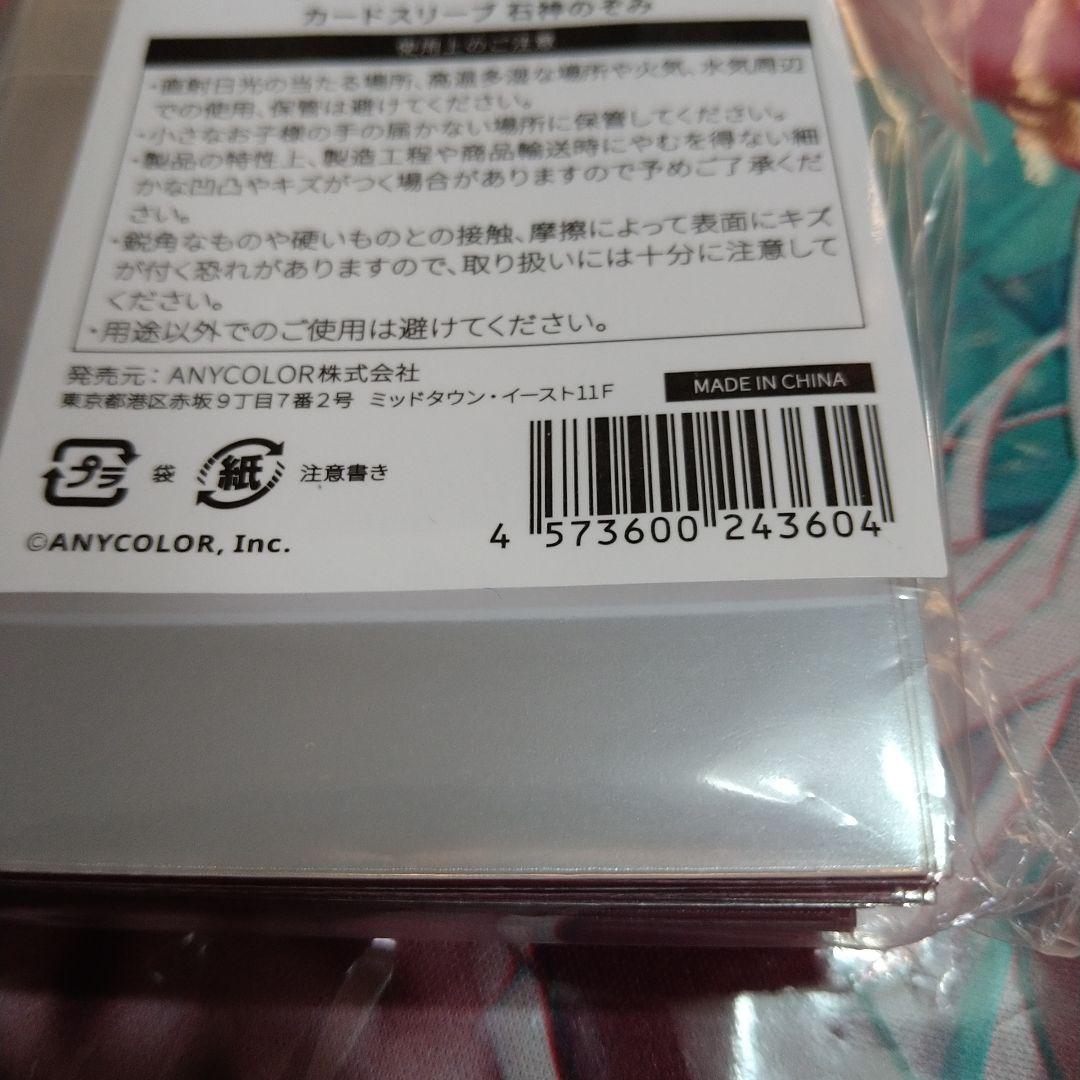 カードスリーブ 石神のぞみ
使用上のご注意
・直射日光の当たる場所、高温多湿な場所や火気、水気周辺
での使用、保管は避けてください。
・小さなお子様の手の届かない場所に保管してください。
・製品の特性上、製造工程や商品輸送時にやむを得ない細
かな凹凸やキズがつく場合がありますので予めご了承くだ
さい。
・鋭角なものや硬いものとの接触、摩擦によって表面にキズ
が付く恐れがありますので、取り扱いには十分に注意して
ください。
・用途以外でのご使用は避けてください。
発売元：ANYCOLOR株式会社
東京都港区赤坂9丁目7番2号 ミッドタウン・イースト11F
MADE IN CHINA
プラ 袋 紙 注意書き
©ANYCOLOR, Inc.
4 573600 243604